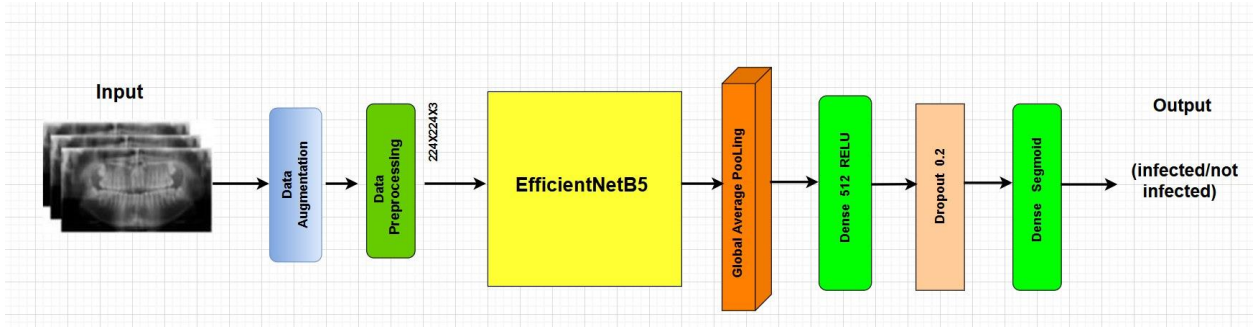 Input
Data
Augmentation
Data
Preprocessing
224X224X3
EfficientNetB5
Global Average PooLing
Dense 512 RELU
Dropout 0.2
Dense Segmoid
Output
(infected/not
infected)